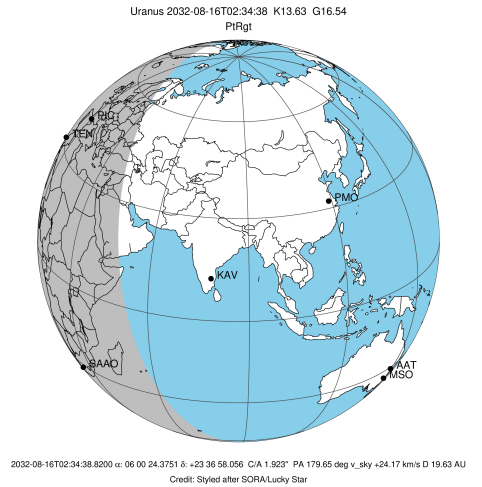 Uranus 2032-08-16T02:34:38 K13.63 G16.54
PtRgt
PIC
TEN
PMO
KAV
SAAO
AAT
MSO
2032-08-16T02:34:38.8200 α: 06 00 24.3751 δ: +23 36 58.056 C/A 1.923" PA 179.65 deg v_sky +24.17 km/s D 19.63 AU
Credit: Styled after SORA/Lucky Star